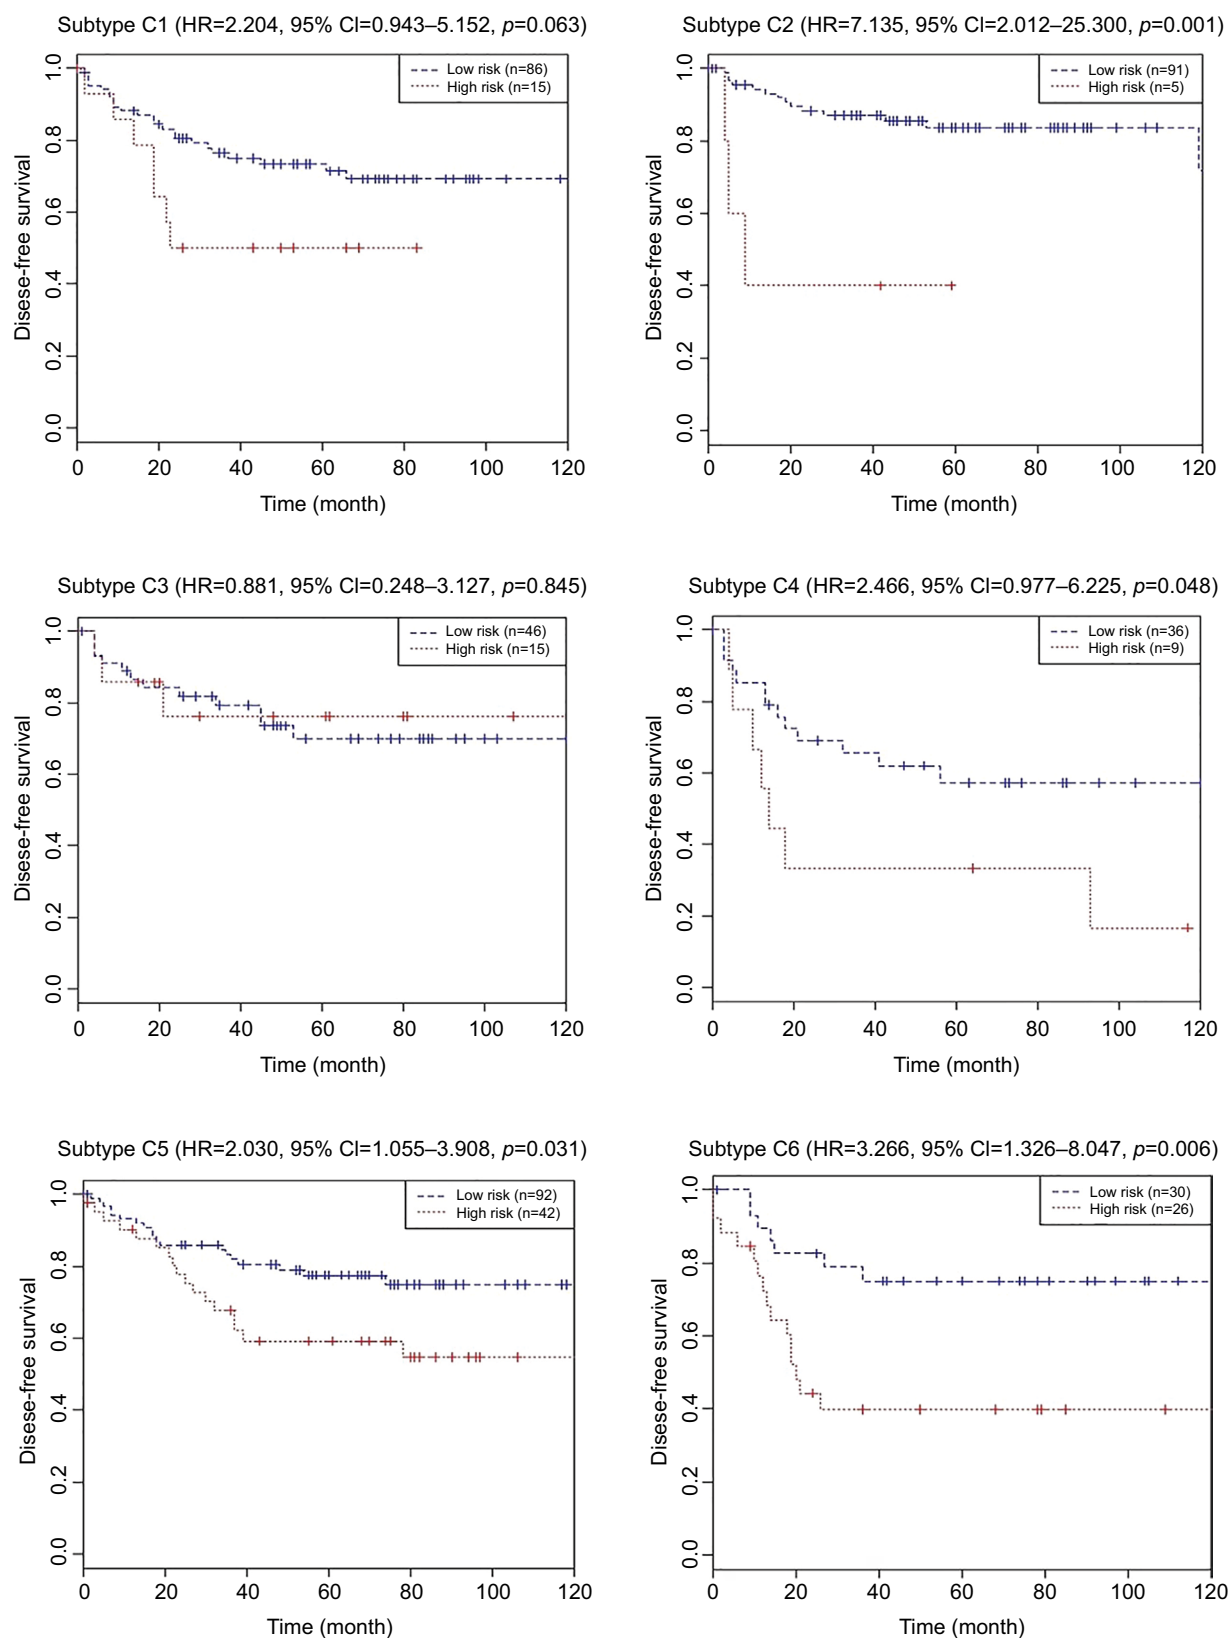 Subtype C1 (HR=2.204, 95% CI=0.943–5.152, p=0.063)
Low risk (n=86)
High risk (n=15)
Disese-free survival
1.0
0.8
0.6
0.4
0.2
0.0
0 20 40 60 80 100 120
Time (month)
Subtype C2 (HR=7.135, 95% CI=2.012–25.300, p=0.001)
Low risk (n=91)
High risk (n=5)
Disese-free survival
1.0
0.8
0.6
0.4
0.2
0.0
0 20 40 60 80 100 120
Time (month)
Subtype C3 (HR=0.881, 95% CI=0.248–3.127, p=0.845)
Low risk (n=46)
High risk (n=15)
Disese-free survival
1.0
0.8
0.6
0.4
0.2
0.0
0 20 40 60 80 100 120
Time (month)
Subtype C4 (HR=2.466, 95% CI=0.977–6.225, p=0.048)
Low risk (n=36)
High risk (n=9)
Disese-free survival
1.0
0.8
0.6
0.4
0.2
0.0
0 20 40 60 80 100 120
Time (month)
Subtype C5 (HR=2.030, 95% CI=1.055–3.908, p=0.031)
Low risk (n=92)
High risk (n=42)
Disese-free survival
1.0
0.8
0.6
0.4
0.2
0.0
0 20 40 60 80 100 120
Time (month)
Subtype C6 (HR=3.266, 95% CI=1.326–8.047, p=0.006)
Low risk (n=30)
High risk (n=26)
Disese-free survival
1.0
0.8
0.6
0.4
0.2
0.0
0 20 40 60 80 100 120
Time (month)